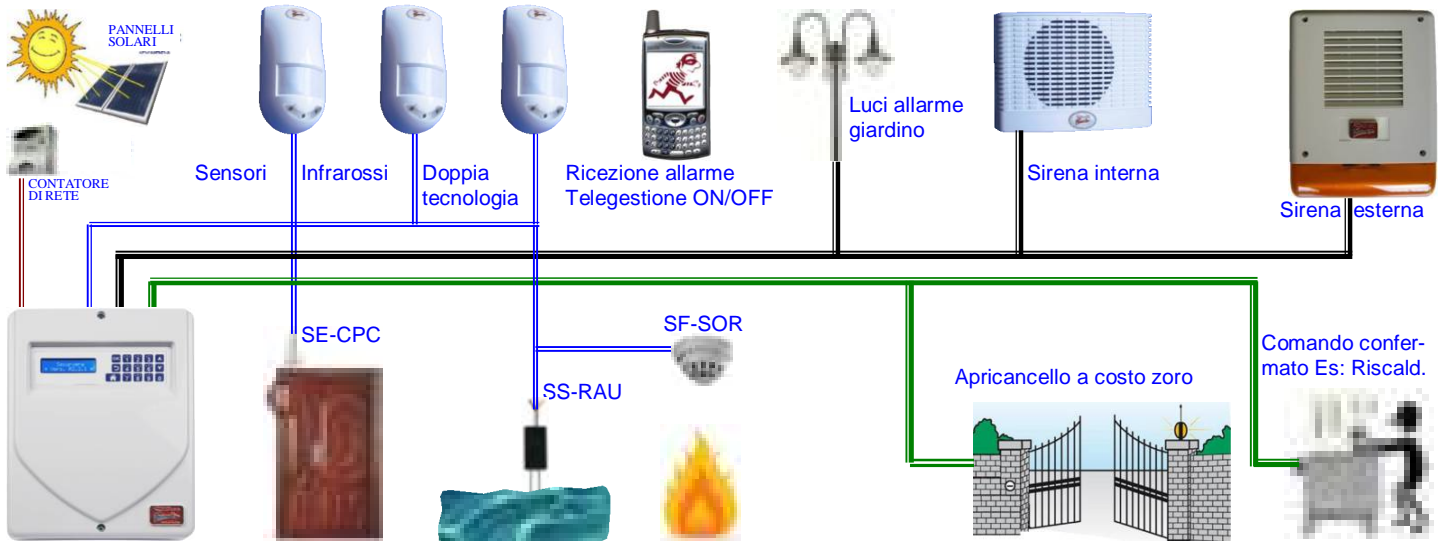 PANNELLI
SOLARI
CONTATORE
DI RETE
Sensori
Infrarossi
Doppia
tecnologia
Ricezione allarme
Telegestione ON/OFF
Luci allarme
giardino
Sirena interna
Sirena esterna
SE-CPC
SS-RAU
SF-SOR
Apricancello a costo zoro
Comando confer-
mato Es: Riscald.